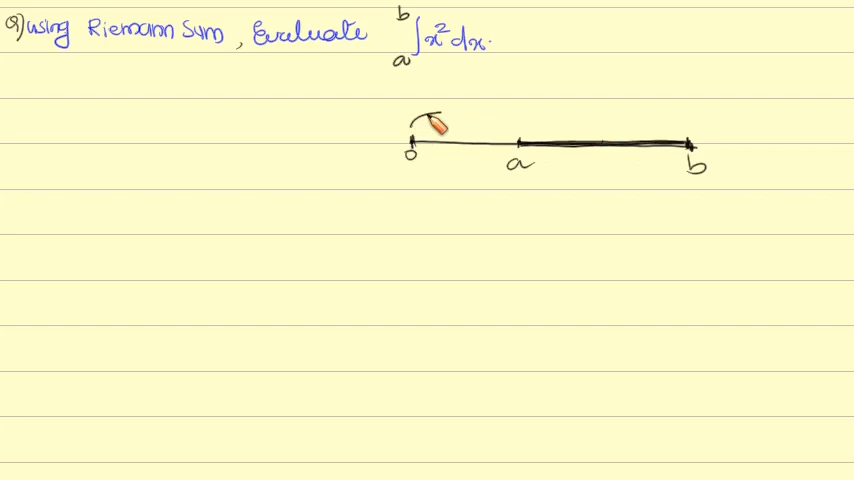 Q) using Riemann Sum, Evaluate ∫ₐᵇ x² dx.
0 a b